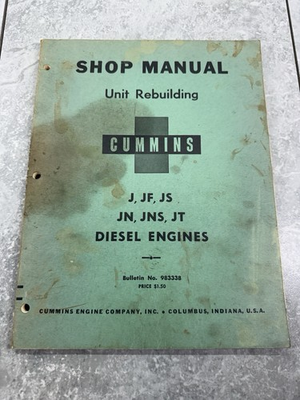 SHOP MANUAL
Unit Rebuilding
CUMMINS
J, JF, JS
JN, JNS, JT
DIESEL ENGINES
Bulletin No. 983338
PRICE $1.50
CUMMINS ENGINE COMPANY, INC. • COLUMBUS, INDIANA, U.S.A.